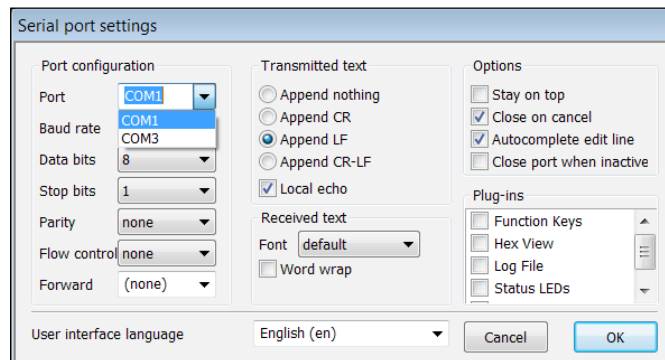 Serial port settings
Port configuration
Port COM1
COM1
COM3
Baud rate
Data bits 8
Stop bits 1
Parity none
Flow control none
Forward (none)
Transmitted text
Append nothing
Append CR
Append LF
Append CR-LF
Local echo
Received text
Font default
Word wrap
Options
Stay on top
Close on cancel
Autocomplete edit line
Close port when inactive
Plug-ins
Function Keys
Hex View
Log File
Status LEDs
User interface language English (en)
Cancel OK